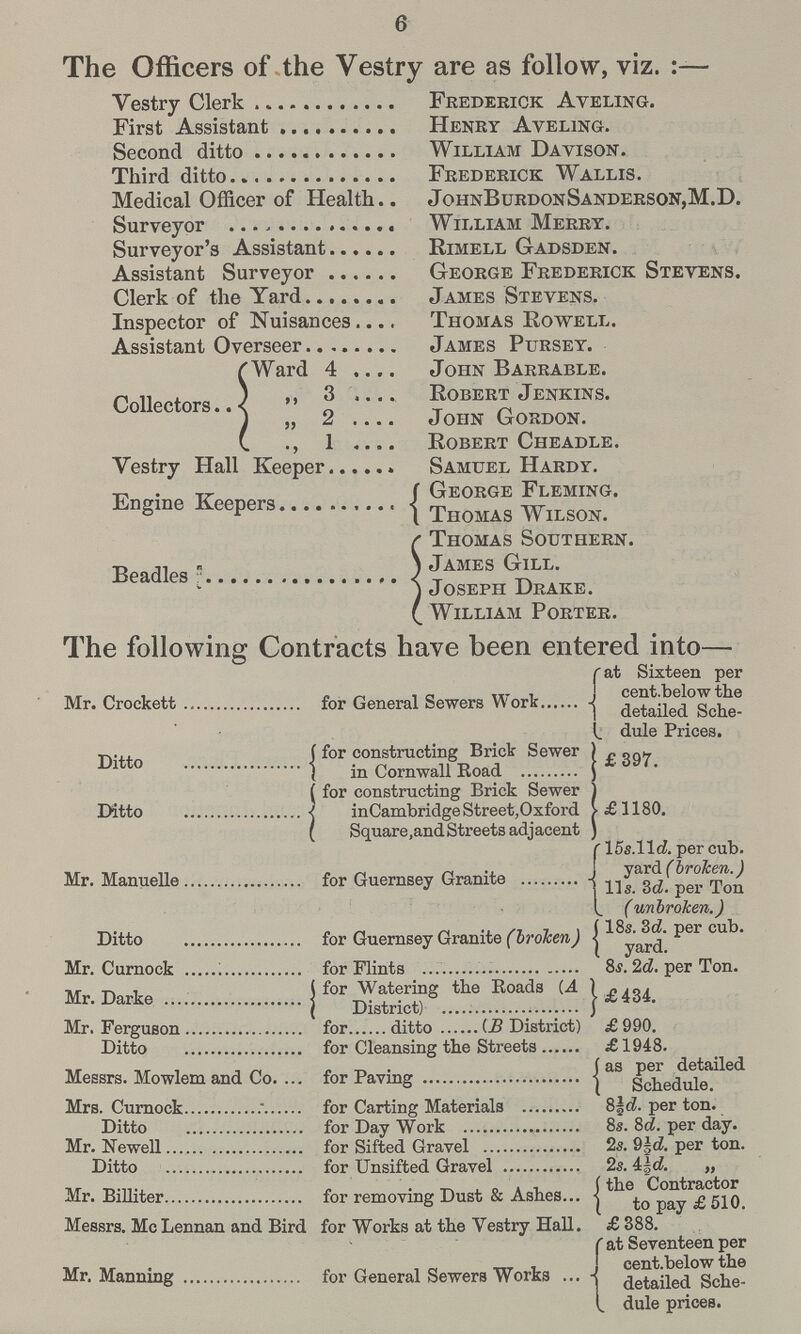 6
The Officers of the Vestry are as follow, viz. :—
Vestry Clerk ............. FREDERICK AVELING.
First Assistant .......... HENRY AVELING.
Second ditto ............. WILLIAM DAVISON.
Third ditto............... FREDERICK WALLIS.
Medical Officer of Health.. JOHN BURDON SANDERSON, M.D.
Surveyor .............. WILLIAM MERRY.
Surveyor's Assistant...... RIMELL GADSDEN.
Assistant Surveyor ...... GEORGE FREDERICK STEVENS.
Clerk of the Yard........ JAMES STEVENS.
Inspector of Nuisances.... THOMAS ROWELL.
Assistant Overseer......... JAMES PURSEY.
Collectors.. { Ward 4 .... JOHN BARRABLE.
„ 3 .... ROBERT JENKINS.
„ 2 .... JOHN GORDON.
„ 1 .... ROBERT CHEADLE.
Vestry Hall Keeper...... SAMUEL HARDY.
Engine Keepers........... { GEORGE FLEMING.
THOMAS WILSON.
Beadles .................. { THOMAS SOUTHERN.
JAMES GILL.
JOSEPH DRAKE.
WILLIAM PORTER.
The following Contracts have been entered into—
Mr. Crockett .................... for General Sewers Work...... { at Sixteen per
cent. below the
detailed Sche-
dule Prices.
Ditto .................... { for constructing Brick Sewer
in Cornwall Road .......... } £397.
Ditto .................... { for constructing Brick Sewer
in Cambridge Street, Oxford
Square, and Streets adjacent } £1180.
Mr. Manuelle .................... for Guernsey Granite .......... { 15s. 11d. per cub.
yard (broken.)
11s. 3d. per Ton
(unbroken.)
Ditto .................... for Guernsey Granite (broken) { 18s. 3d. per cub.
yard.
Mr. Curnock .................... for Flints .......................... 8s. 2d. per Ton.
Mr. Darke ........................ { for Watering the Roads (A
District) ........................ } £434.
Mr. Ferguson .................... for...... ditto ...... (B District) £990.
Ditto .................... for Cleansing the Streets ...... £1948.
Messrs. Mowlem and Co. ... for Paving ........................... { as per detailed
Schedule.
Mrs. Curnock.................... for Carting Materials .......... 8½d. per ton.
Ditto .................... for Day Work .................... 8s. 8d. per day.
Mr. Newell ....................... for Sifted Gravel ................ 2s. 9½d. per ton.
Ditto ....................... for Unsifted Gravel ............. 2s. 4½d. „
Mr. Billiter....................... for removing Dust & Ashes... { the Contractor
to pay £510.
Messrs. Mc Lennan and Bird for Works at the Vestry Hall. £388.
Mr. Manning .................... for General Sewers Works ... { at Seventeen per
cent. below the
detailed Sche-
dule prices.